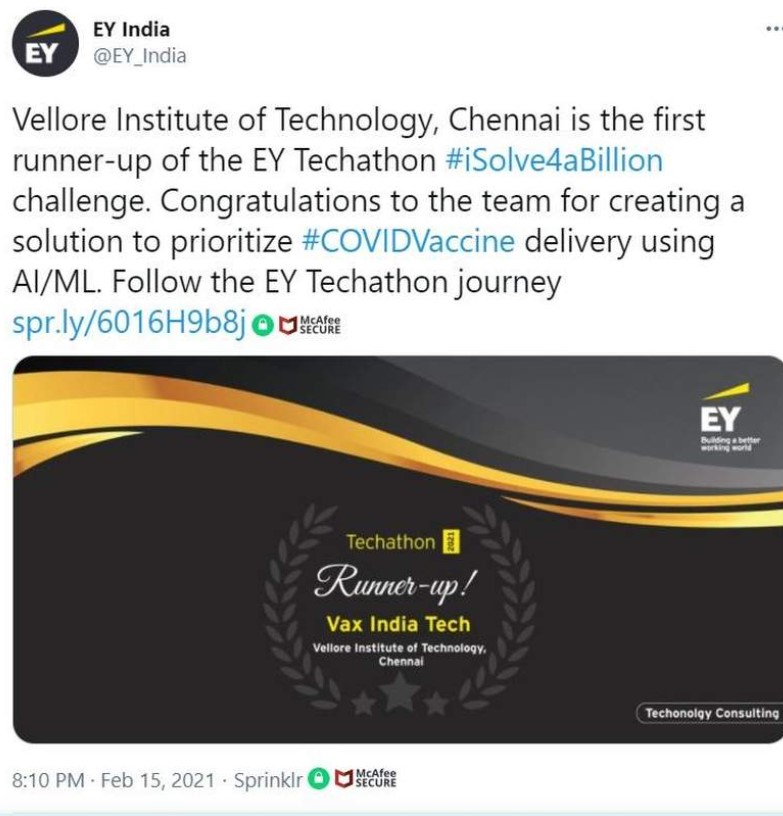 EY
EY India
@EY_India
Vellore Institute of Technology, Chennai is the first
runner-up of the EY Techathon #iSolve4aBillion
challenge. Congratulations to the team for creating a
solution to prioritize #COVIDVaccine delivery using
AI/ML. Follow the EY Techathon journey
spr.ly/6016H9b8j McAfee SECURE
EY
Building a better
working world
Techathon 2021
Runner-up!
Vax India Tech
Vellore Institute of Technology,
Chennai
Techonolgy Consulting
8:10 PM · Feb 15, 2021 · Sprinklr McAfee SECURE